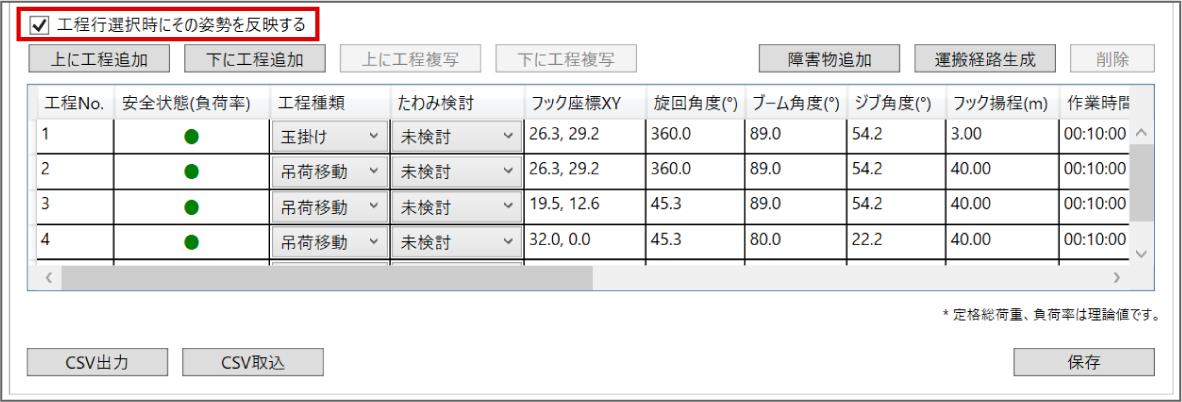 工程行選択時にその姿勢を反映する
上に工程追加 下に工程追加 上に工程複写 下に工程複写 障害物追加 運搬経路生成 削除
工程No. 安全状態(負荷率) 工程種類 たわみ検討 フック座標XY 旋回角度(°) ブーム角度(°) ジブ角度(°) フック揚程(m) 作業時間
1 玉掛け 未検討 26.3, 29.2 360.0 89.0 54.2 3.00 00:10:00
2 吊荷移動 未検討 26.3, 29.2 360.0 89.0 54.2 40.00 00:10:00
3 吊荷移動 未検討 19.5, 12.6 45.3 89.0 54.2 40.00 00:10:00
4 吊荷移動 未検討 32.0, 0.0 45.3 80.0 22.2 40.00 00:10:00
* 定格総荷重、負荷率は理論値です。
CSV出力 CSV取込 保存